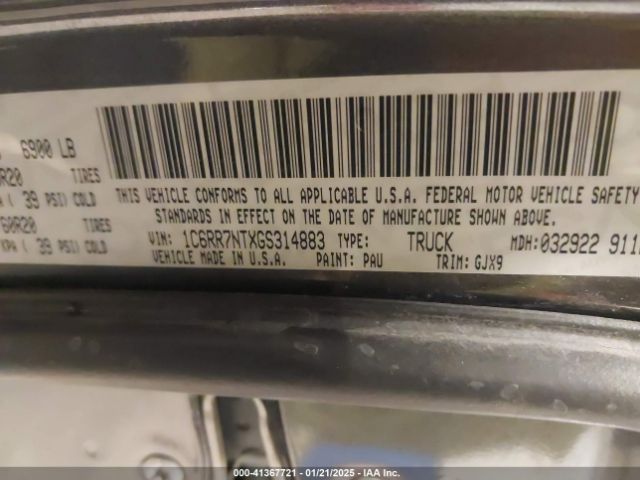 6900 LB
R20 TIRES
( 39 PSI) COLD
60R20 TIRES
KPA ( 39 PSI) COLD
THIS VEHICLE CONFORMS TO ALL APPLICABLE U.S.A. FEDERAL MOTOR VEHICLE SAFETY
STANDARDS IN EFFECT ON THE DATE OF MANUFACTURE SHOWN ABOVE.
VIN: 1C6RR7NTXGS314883 TYPE: TRUCK MDH: 032922 911
VEHICLE MADE IN U.S.A. PAINT: PAU TRIM: GJX9
000-41367721 | 01/21/2025 - IAA Inc.